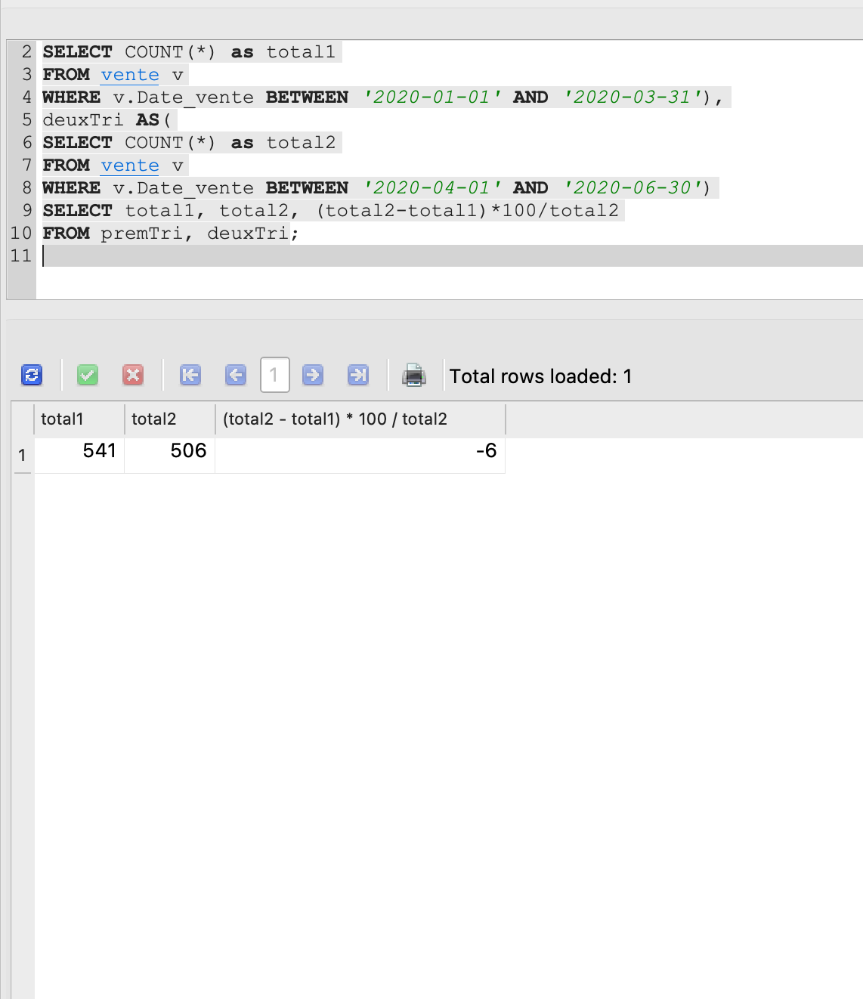 2 SELECT COUNT(*) as total1
3 FROM vente v
4 WHERE v.Date_vente BETWEEN '2020-01-01' AND '2020-03-31'),
5 deuxTri AS(
6 SELECT COUNT(*) as total2
7 FROM vente v
8 WHERE v.Date_vente BETWEEN '2020-04-01' AND '2020-06-30')
9 SELECT total1, total2, (total2-total1)*100/total2
10 FROM premTri, deuxTri;
11
1 Total rows loaded: 1
total1 total2 (total2 - total1) * 100 / total2
1 541 506 -6